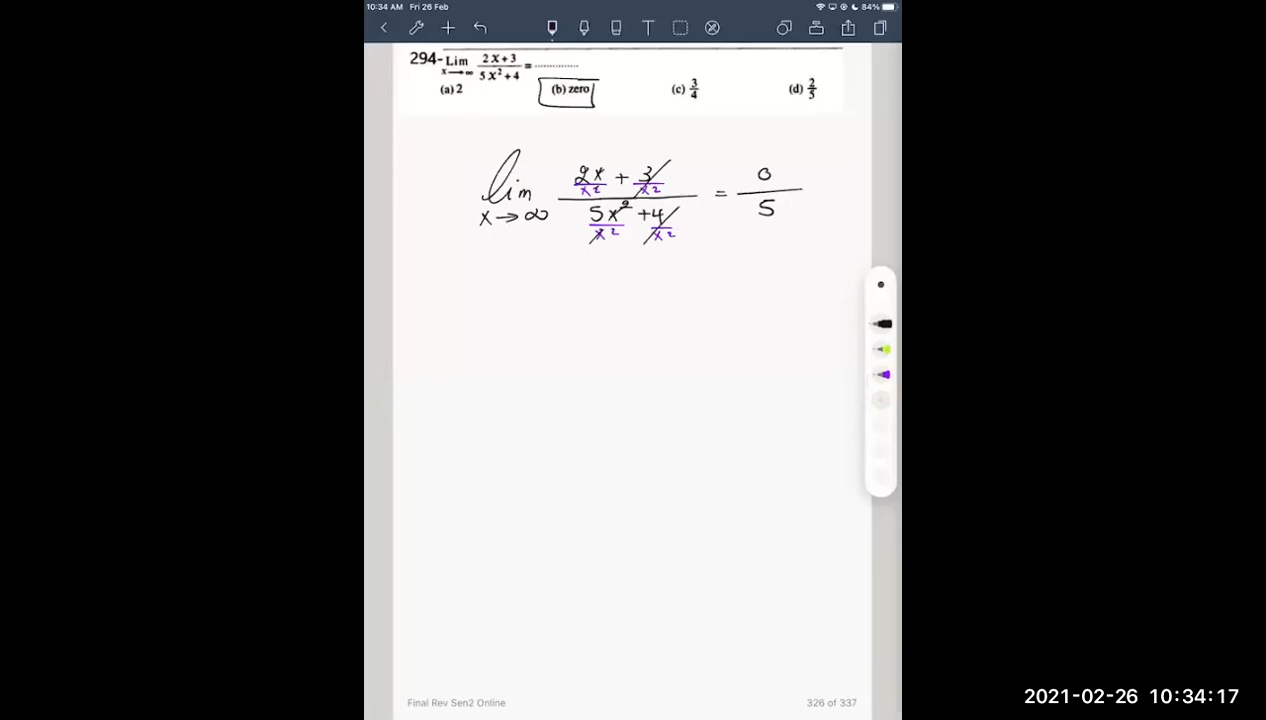 10:34 AM Fri 26 Feb
84%
T
294- Lim x→∞ 2x+3 / 5x²+4 = ............
(a) 2 (b) zero (c) 3/4 (d) 2/5
lim x→∞ (2x/x² + 3/x²) / (5x²/x² + 4/x²) = 0/5
Final Rev Sen2 Online 326 of 337
2021-02-26 10:34:17